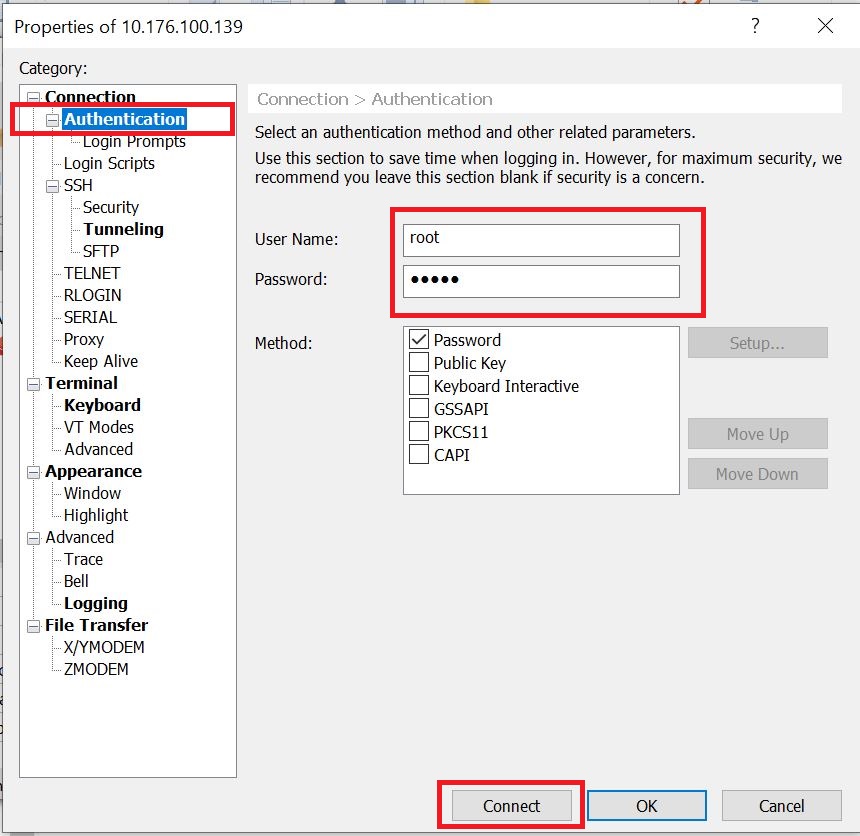 Properties of 10.176.100.139
?
Category:
Connection
Authentication
Login Prompts
Login Scripts
SSH
Security
Tunneling
SFTP
TELNET
RLOGIN
SERIAL
Proxy
Keep Alive
Terminal
Keyboard
VT Modes
Advanced
Appearance
Window
Highlight
Advanced
Trace
Bell
Logging
File Transfer
X/YMODEM
ZMODEM
Connection > Authentication
Select an authentication method and other related parameters.
Use this section to save time when logging in. However, for maximum security, we
recommend you leave this section blank if security is a concern.
User Name: root
Password: •••••
Method:
Password
Public Key
Keyboard Interactive
GSSAPI
PKCS11
CAPI
Setup...
Move Up
Move Down
Connect OK Cancel